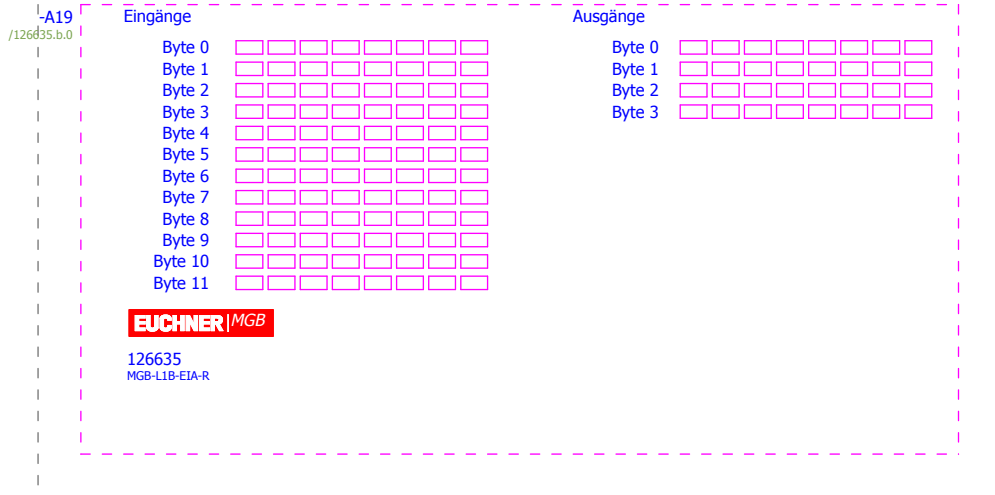 -A19
/126635.b.0
Eingänge
Byte 0
Byte 1
Byte 2
Byte 3
Byte 4
Byte 5
Byte 6
Byte 7
Byte 8
Byte 9
Byte 10
Byte 11
Ausgänge
Byte 0
Byte 1
Byte 2
Byte 3
EUCHNER|MGB
126635
MGB-L1B-EIA-R